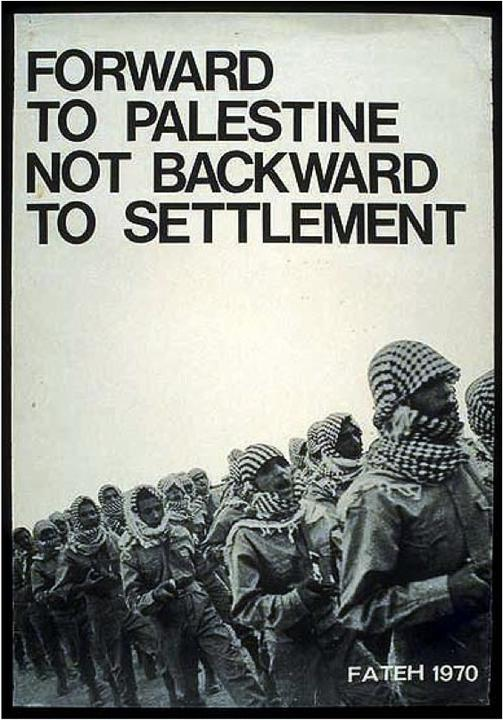 FORWARD
TO PALESTINE
NOT BACKWARD
TO SETTLEMENT
FATEH 1970